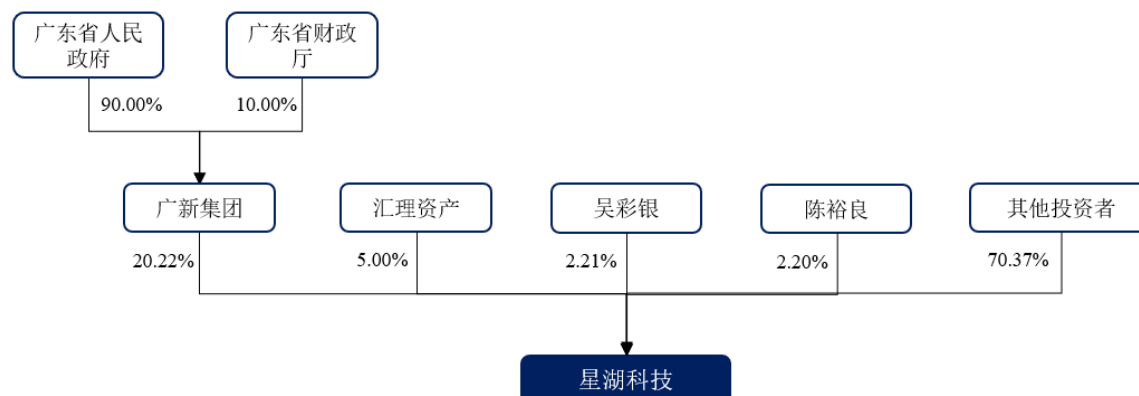 广东省人民
政府
广东省财政
厅
90.00%
10.00%
广新集团
汇理资产
吴彩银
陈裕良
其他投资者
20.22%
5.00%
2.21%
2.20%
70.37%
星湖科技